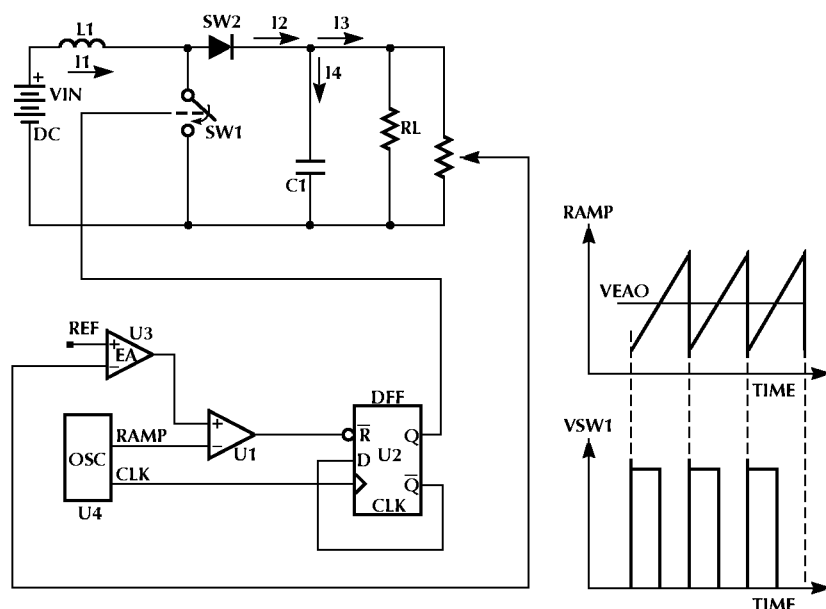 L1
SW2
I2
I3
I1
I4
+
VIN
DC
SW1
RL
C1
RAMP
VEAO
TIME
REF
U3
+
EA
−
DFF
OSC
RAMP
CLK
U4
+
−
U1
R̅
Q
D
U2
Q̅
CLK
VSW1
TIME